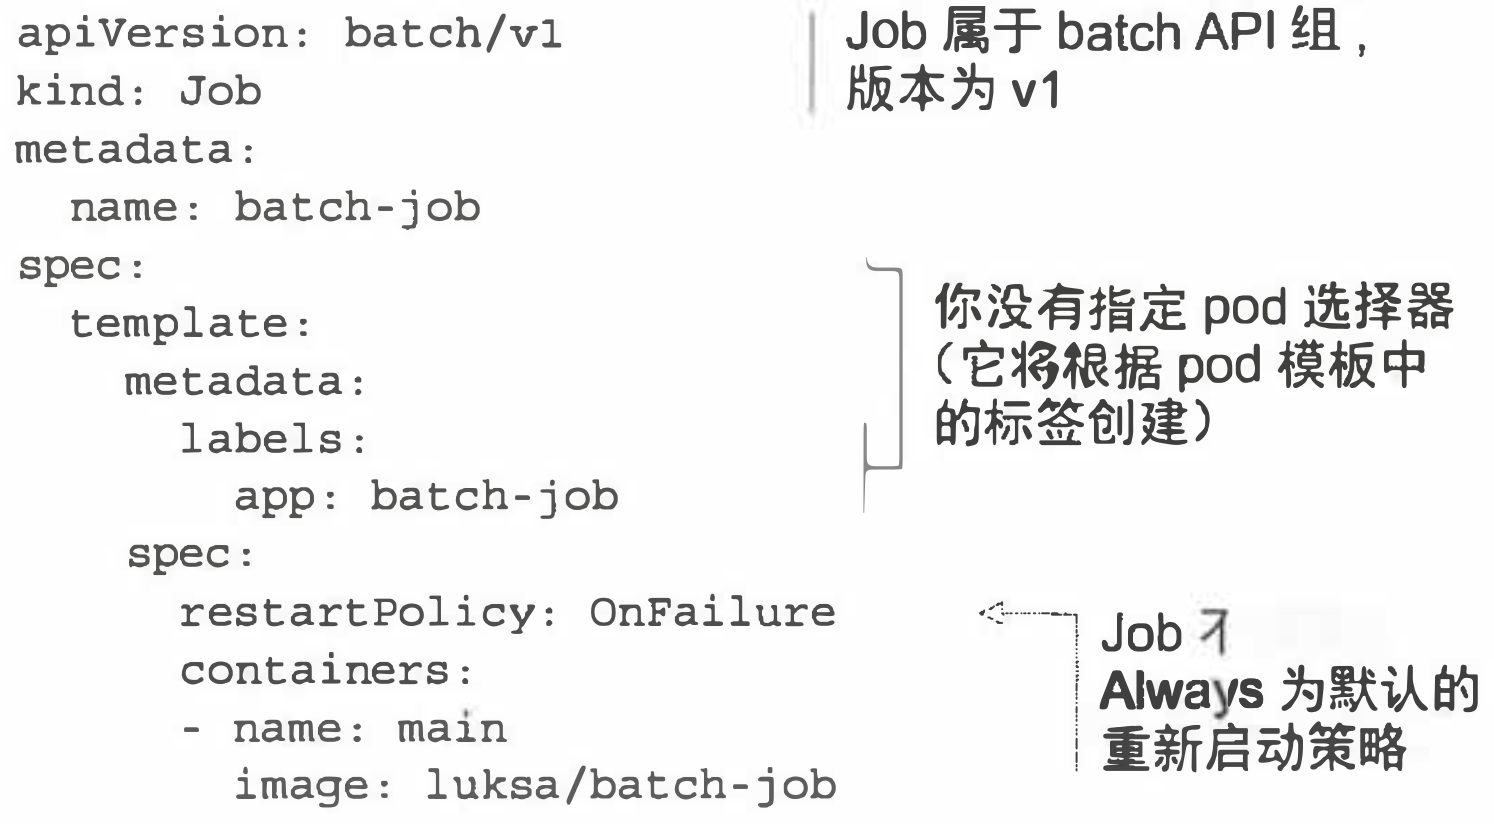 apiVersion: batch/v1
kind: Job
metadata:
  name: batch-job
spec:
  template:
    metadata:
      labels:
        app: batch-job
    spec:
      restartPolicy: OnFailure
      containers:
      - name: main
        image: luksa/batch-job
Job 属于 batch API 组,
版本为 v1
你没有指定 pod 选择器
(它将根据 pod 模板中
的标签创建)
Job
Always 为默认的
重新启动策略